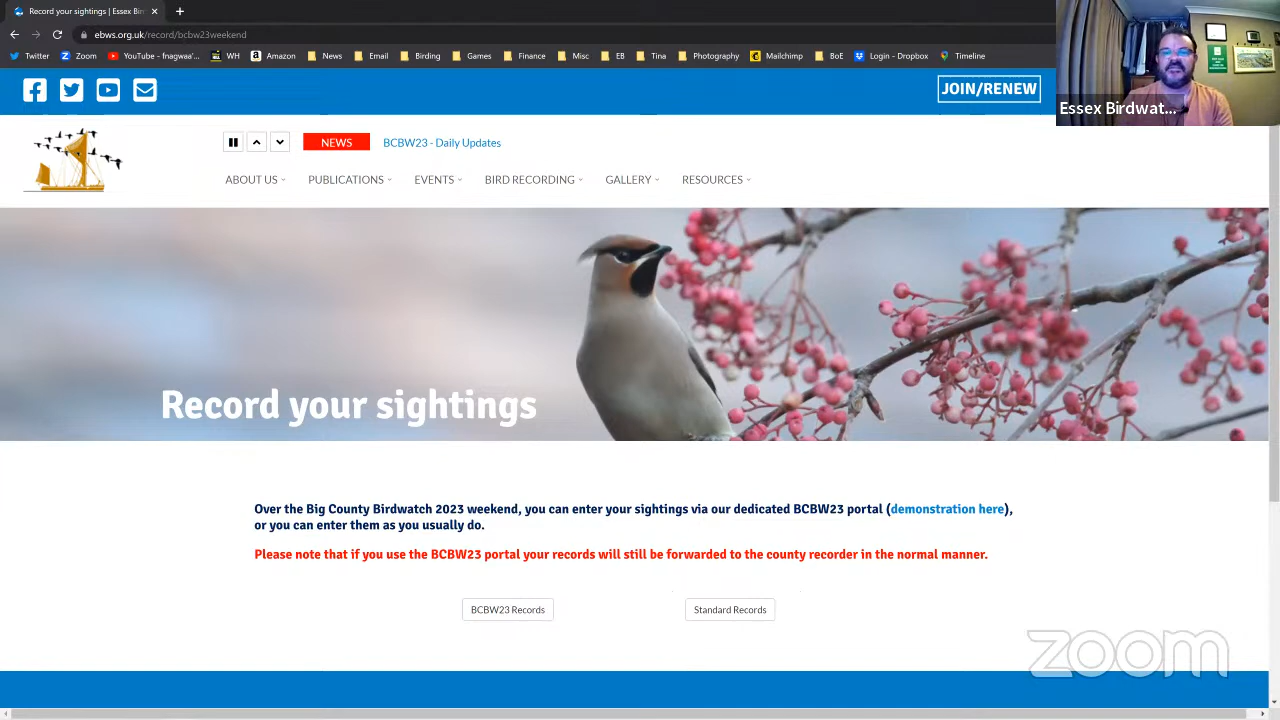 Record your sightings | Essex Bir
ebws.org.uk/record/bcbw23weekend
Twitter Zoom YouTube - fnagwaa'... WH Amazon News Email Birding Games Finance Misc EB Tina Photography Mailchimp BoE Login - Dropbox Timeline
JOIN/RENEW
Essex Birdwat...
NEWS BCBW23 - Daily Updates
ABOUT US PUBLICATIONS EVENTS BIRD RECORDING GALLERY RESOURCES
Record your sightings
Over the Big County Birdwatch 2023 weekend, you can enter your sightings via our dedicated BCBW23 portal (demonstration here),
or you can enter them as you usually do.
Please note that if you use the BCBW23 portal your records will still be forwarded to the county recorder in the normal manner.
BCBW23 Records Standard Records
zoom